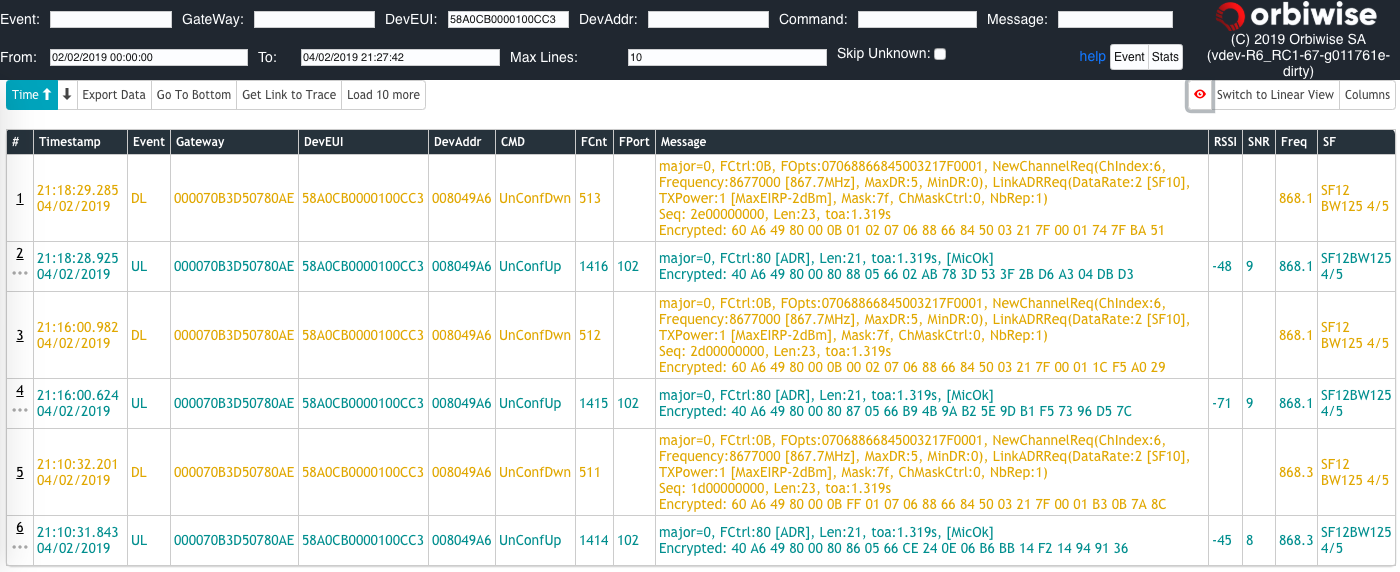 Event: GateWay: DevEUI: 58A0CB0000100CC3 DevAddr: Command: Message:
orbiwise
(C) 2019 Orbiwise SA
(vdev-R6_RC1-67-g011761e-
dirty)
From: 02/02/2019 00:00:00 To: 04/02/2019 21:27:42 Max Lines: 10 Skip Unknown: help Event Stats
Time ↑ ↓ Export Data Go To Bottom Get Link to Trace Load 10 more Switch to Linear View Columns
# Timestamp Event Gateway DevEUI DevAddr CMD FCnt FPort Message RSSI SNR Freq SF
1 21:18:29.285 04/02/2019 DL 000070B3D50780AE 58A0CB0000100CC3 008049A6 UnConfDwn 513
major=0, FCtrl:0B, FOpts:07068866845003217F0001, NewChannelReq(ChIndex:6,
Frequency:8677000 [867.7MHz], MaxDR:5, MinDR:0), LinkADRReq(DataRate:2 [SF10],
TXPower:1 [MaxEIRP-2dBm], Mask:7f, ChMaskCtrl:0, NbRep:1)
Seq: 2e00000000, Len:23, toa:1.319s
Encrypted: 60 A6 49 80 00 0B 01 02 07 06 88 66 84 50 03 21 7F 00 01 74 7F BA 51
868.1 SF12 BW125 4/5
2 ... 21:18:28.925 04/02/2019 UL 000070B3D50780AE 58A0CB0000100CC3 008049A6 UnConfUp 1416 102
major=0, FCtrl:80 [ADR], Len:21, toa:1.319s, [MicOk]
Encrypted: 40 A6 49 80 00 80 88 05 66 02 AB 78 3D 53 3F 2B D6 A3 04 DB D3
-48 9 868.1 SF12BW125 4/5
3 21:16:00.982 04/02/2019 DL 000070B3D50780AE 58A0CB0000100CC3 008049A6 UnConfDwn 512
major=0, FCtrl:0B, FOpts:07068866845003217F0001, NewChannelReq(ChIndex:6,
Frequency:8677000 [867.7MHz], MaxDR:5, MinDR:0), LinkADRReq(DataRate:2 [SF10],
TXPower:1 [MaxEIRP-2dBm], Mask:7f, ChMaskCtrl:0, NbRep:1)
Seq: 2d00000000, Len:23, toa:1.319s
Encrypted: 60 A6 49 80 00 0B 00 02 07 06 88 66 84 50 03 21 7F 00 01 1C F5 A0 29
868.1 SF12 BW125 4/5
4 ... 21:16:00.624 04/02/2019 UL 000070B3D50780AE 58A0CB0000100CC3 008049A6 UnConfUp 1415 102
major=0, FCtrl:80 [ADR], Len:21, toa:1.319s, [MicOk]
Encrypted: 40 A6 49 80 00 80 87 05 66 B9 4B 9A B2 5E 9D B1 F5 73 96 D5 7C
-71 9 868.1 SF12BW125 4/5
5 21:10:32.201 04/02/2019 DL 000070B3D50780AE 58A0CB0000100CC3 008049A6 UnConfDwn 511
major=0, FCtrl:0B, FOpts:07068866845003217F0001, NewChannelReq(ChIndex:6,
Frequency:8677000 [867.7MHz], MaxDR:5, MinDR:0), LinkADRReq(DataRate:2 [SF10],
TXPower:1 [MaxEIRP-2dBm], Mask:7f, ChMaskCtrl:0, NbRep:1)
Seq: 1d00000000, Len:23, toa:1.319s
Encrypted: 60 A6 49 80 00 0B FF 01 07 06 88 66 84 50 03 21 7F 00 01 B3 0B 7A 8C
868.3 SF12 BW125 4/5
6 ... 21:10:31.843 04/02/2019 UL 000070B3D50780AE 58A0CB0000100CC3 008049A6 UnConfUp 1414 102
major=0, FCtrl:80 [ADR], Len:21, toa:1.319s, [MicOk]
Encrypted: 40 A6 49 80 00 80 86 05 66 CE 24 0E 06 B6 BB 14 F2 14 94 91 36
-45 8 868.3 SF12BW125 4/5